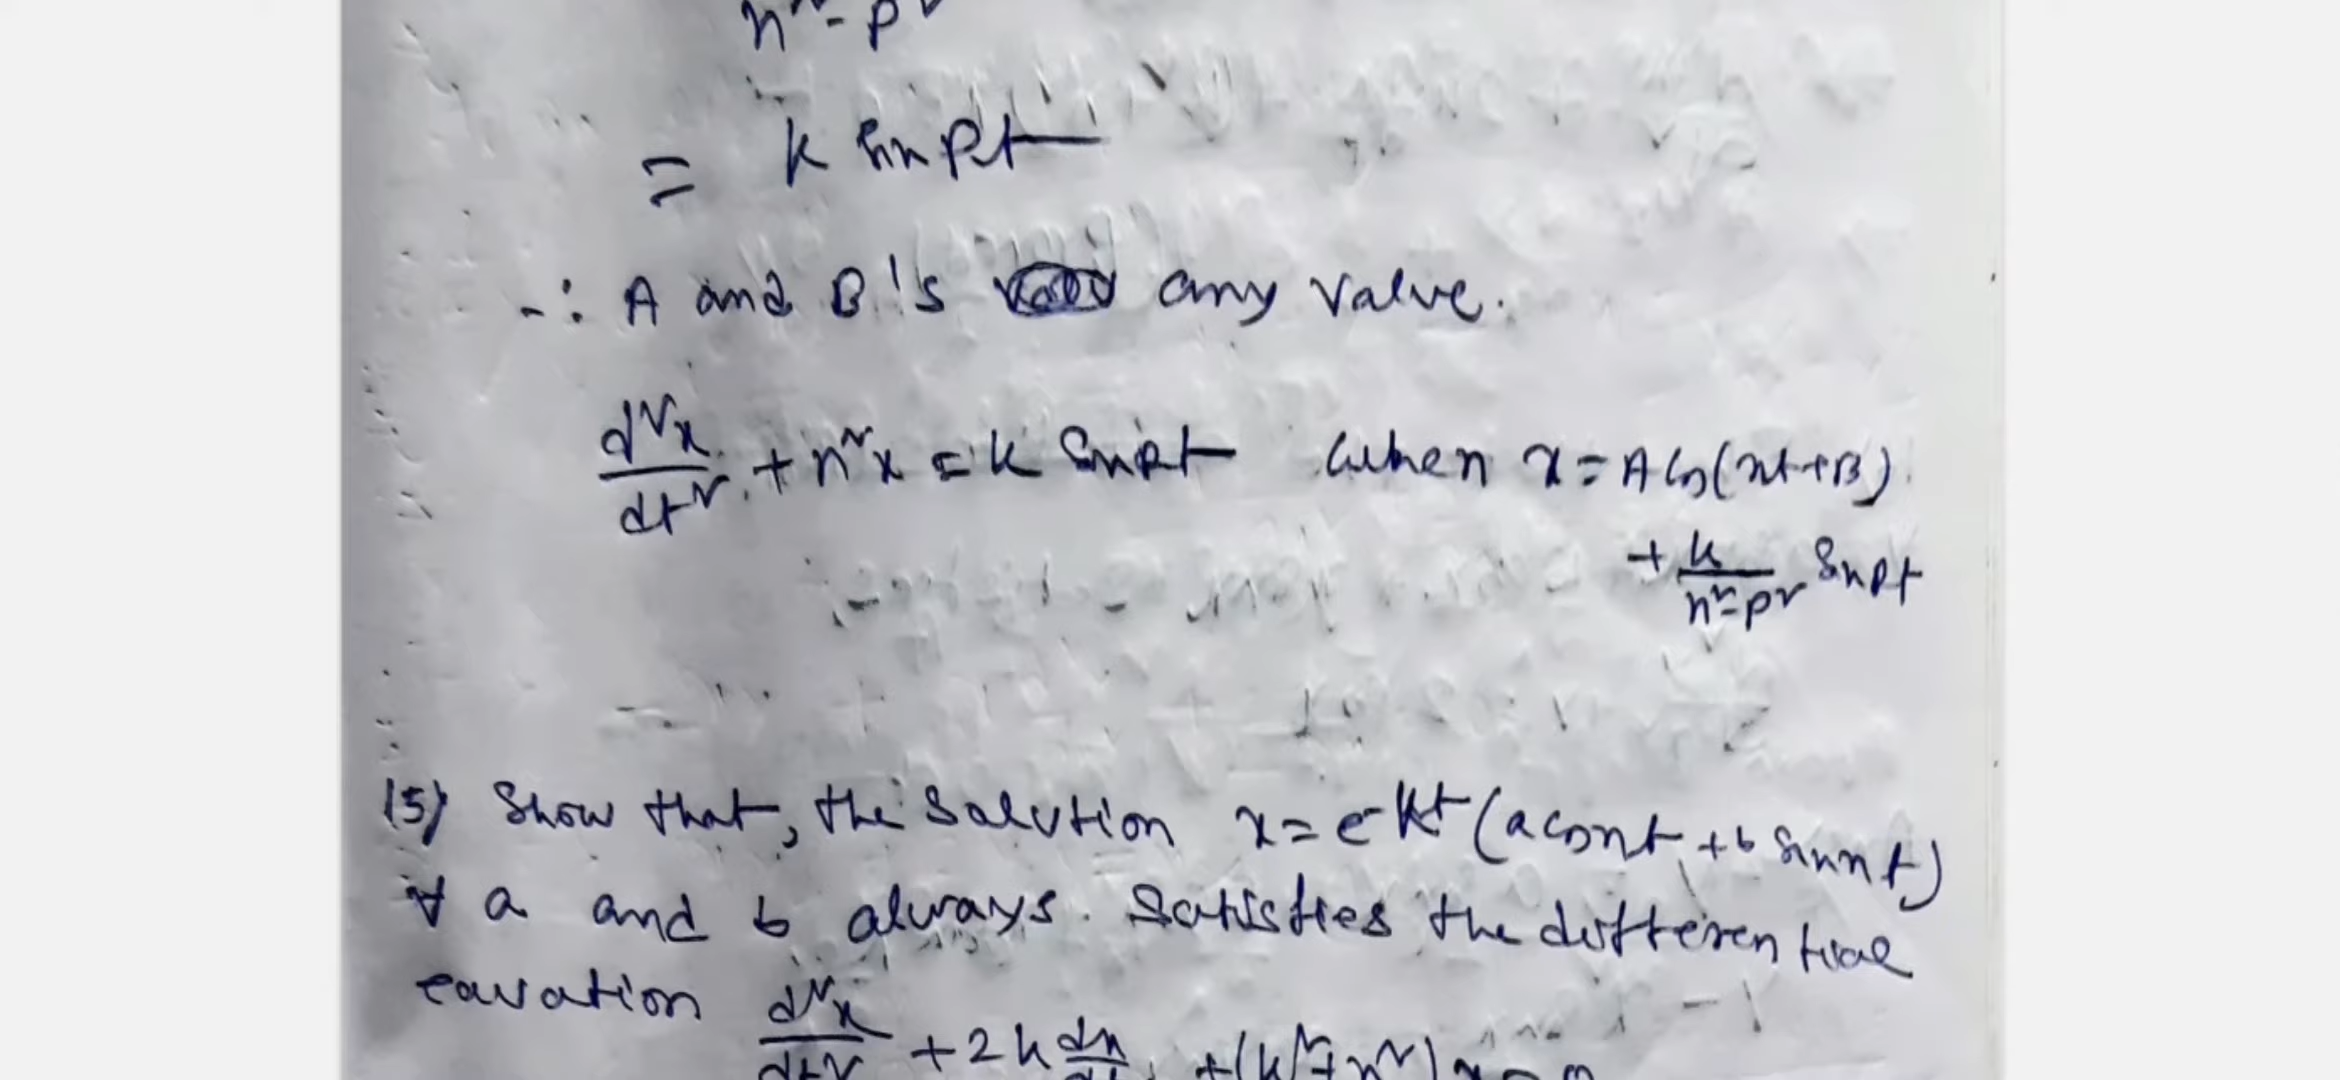 n² - p²
= k sin pt
∴ A and B's any value.
d²x/dt² + n²x = k sin pt when x = A cos(nt+B)
+ k/(n²-p²) sin pt
15) Show that, the solution x = e^-kt (a cos nt + b sin nt)
∀ a and b always satisfies the differential
equation d²x/dt² + 2k dx/dt + (k²+n²)x = 0